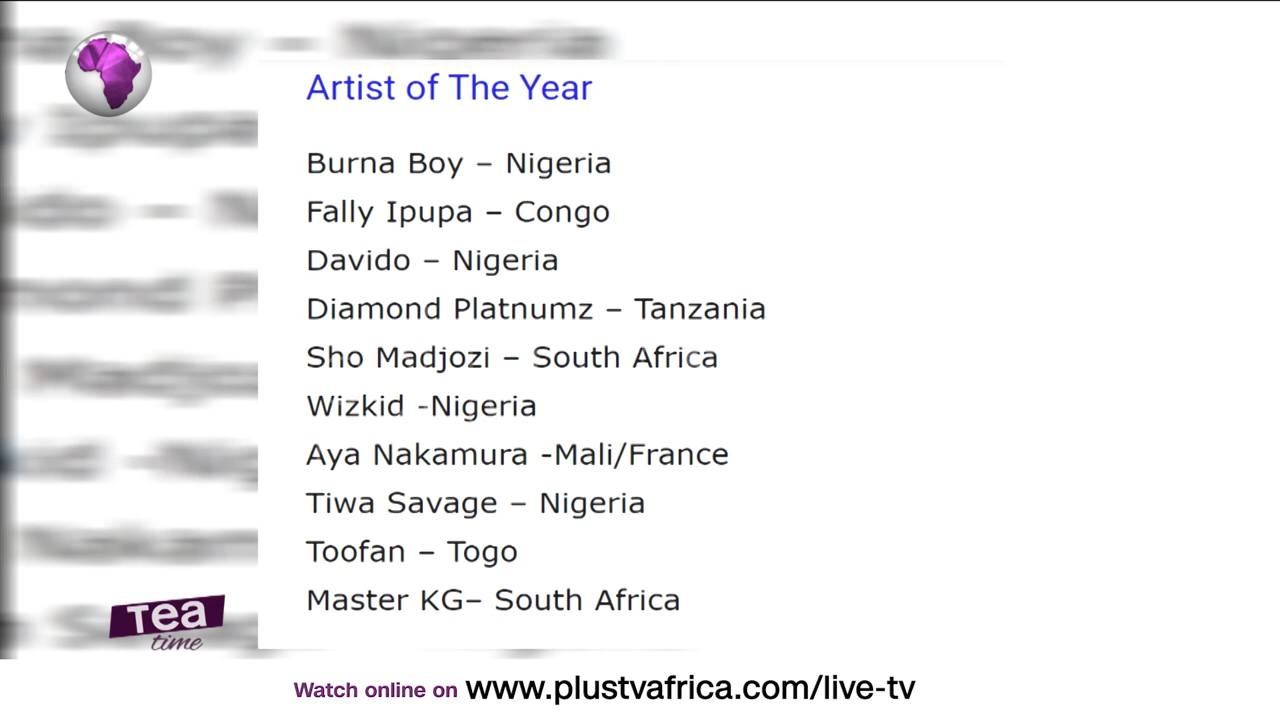 Artist of The Year
Burna Boy – Nigeria
Fally Ipupa – Congo
Davido – Nigeria
Diamond Platnumz – Tanzania
Sho Madjozi – South Africa
Wizkid -Nigeria
Aya Nakamura -Mali/France
Tiwa Savage – Nigeria
Toofan – Togo
Master KG– South Africa
Tea
time
Watch online on www.plustvafrica.com/live-tv